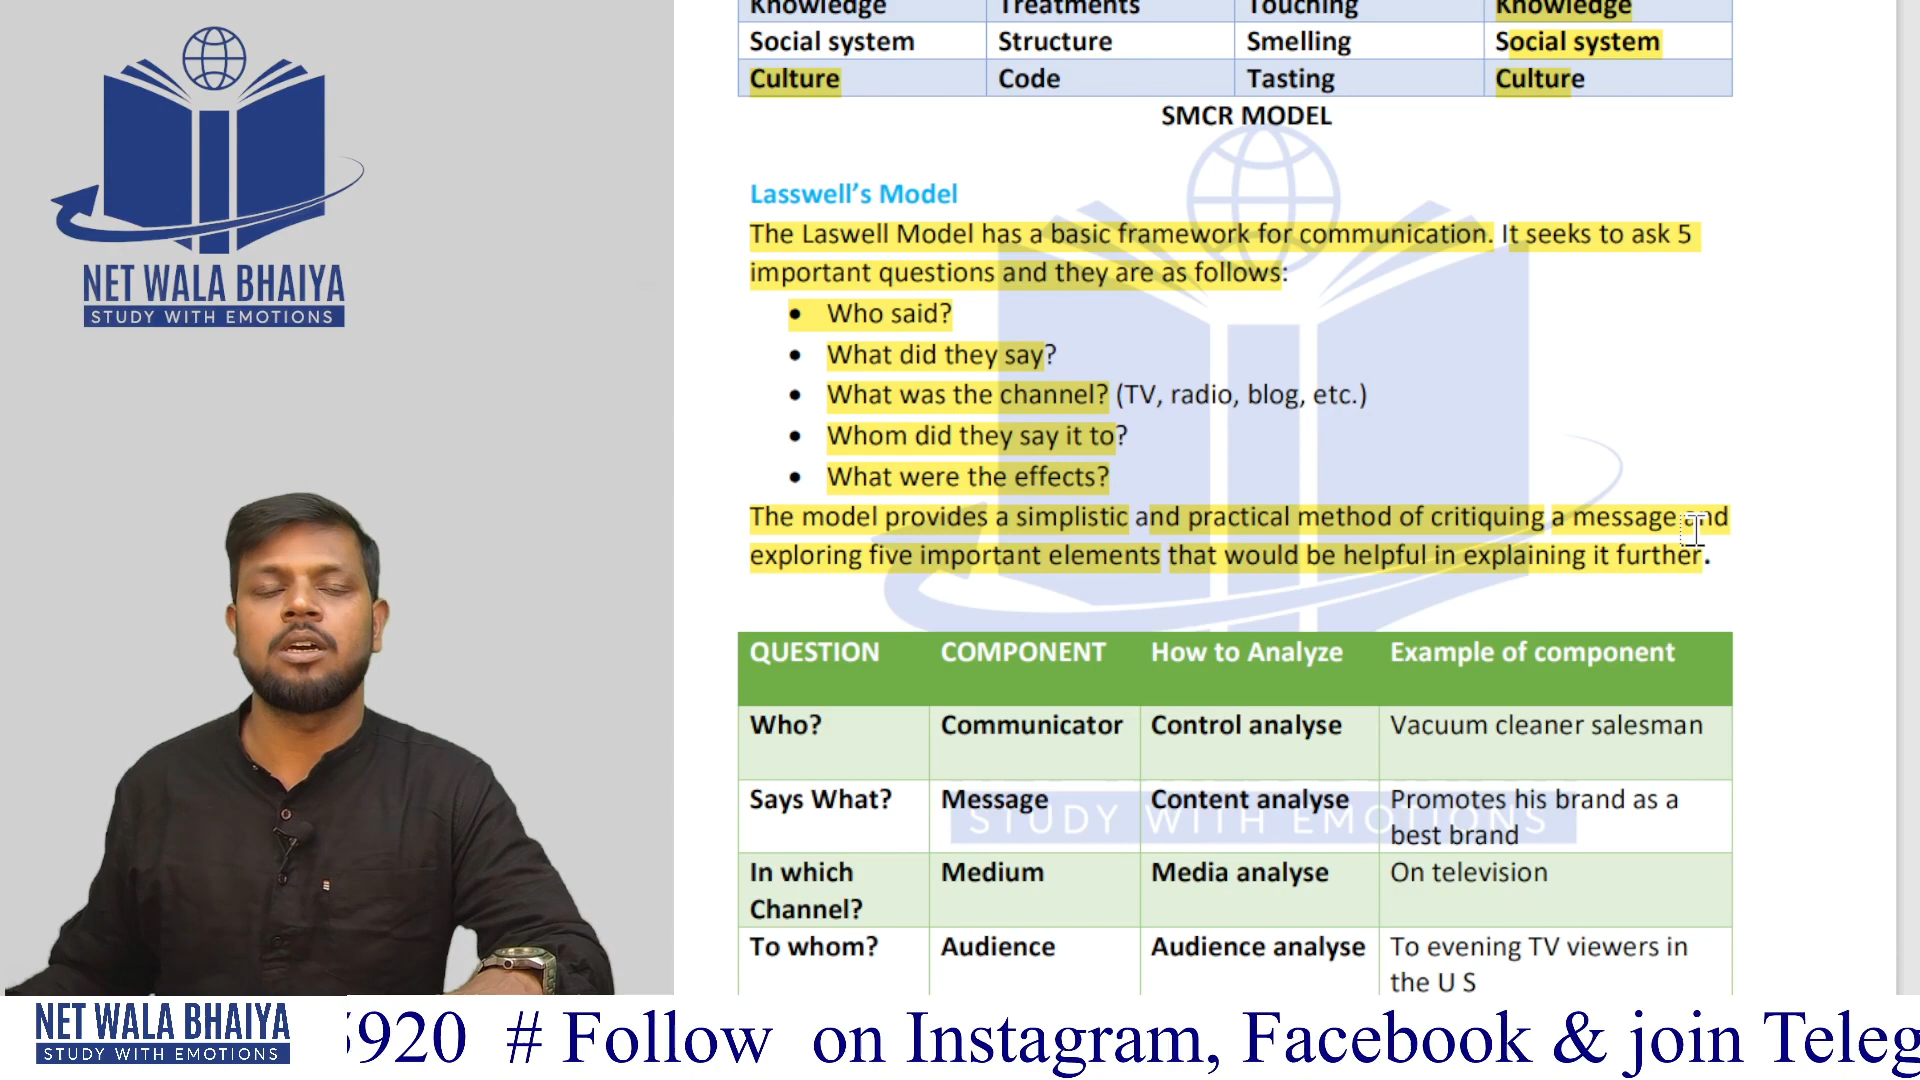 NET WALA BHAIYA
STUDY WITH EMOTIONS
Knowledge Treatments Touching Knowledge
Social system Structure Smelling Social system
Culture Code Tasting Culture
SMCR MODEL
Lasswell’s Model
The Laswell Model has a basic framework for communication. It seeks to ask 5
important questions and they are as follows:
• Who said?
• What did they say?
• What was the channel? (TV, radio, blog, etc.)
• Whom did they say it to?
• What were the effects?
The model provides a simplistic and practical method of critiquing a message and
exploring five important elements that would be helpful in explaining it further.
QUESTION COMPONENT How to Analyze Example of component
Who? Communicator Control analyse Vacuum cleaner salesman
Says What? Message Content analyse Promotes his brand as a
best brand
STUDY WITH EMOTIONS
In which Medium Media analyse On television
Channel?
To whom? Audience Audience analyse To evening TV viewers in
the U S
NET WALA BHAIYA
STUDY WITH EMOTIONS
920 # Follow on Instagram, Facebook & join Teleg